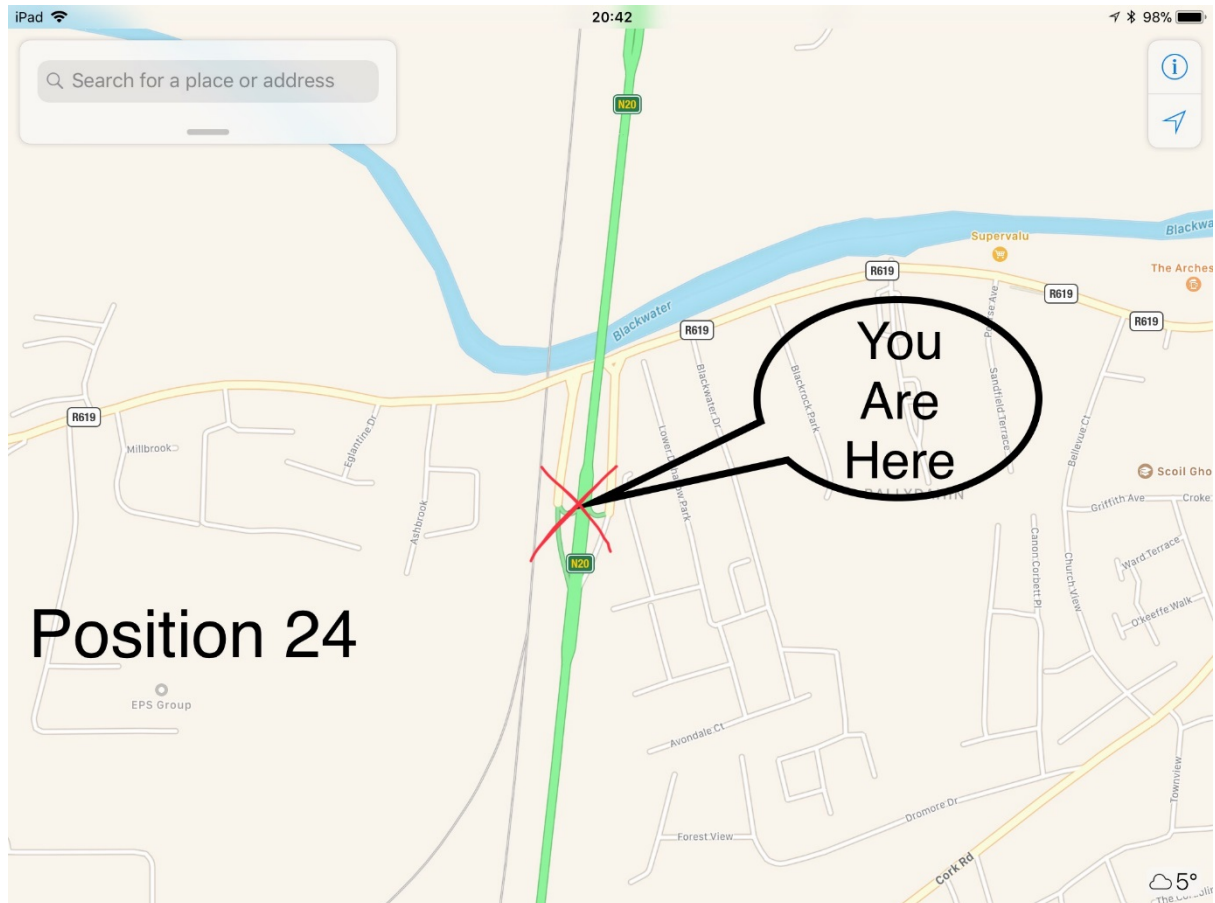 iPad 20:42 98%
Search for a place or address
N20
Supervalu
Blackwa
The Arches
R619
R619
R619
R619
Blackwater
You
Are
Here
Pearse Ave
Sandfield Terrace
Blackrock Park
Blackwater Dr
Lower
Park
Bellevue Ct
R619
Millbrook
Eglantine Dr
Ashbrook
Scoil Gho
Griffith Ave
Croke
N20
Canon Corbett Pl
Church View
Ward Terrace
O'keeffe Walk
Position 24
EPS Group
Avondale Ct
Townview
Dromore Dr
Forest View
Cork Rd
5°